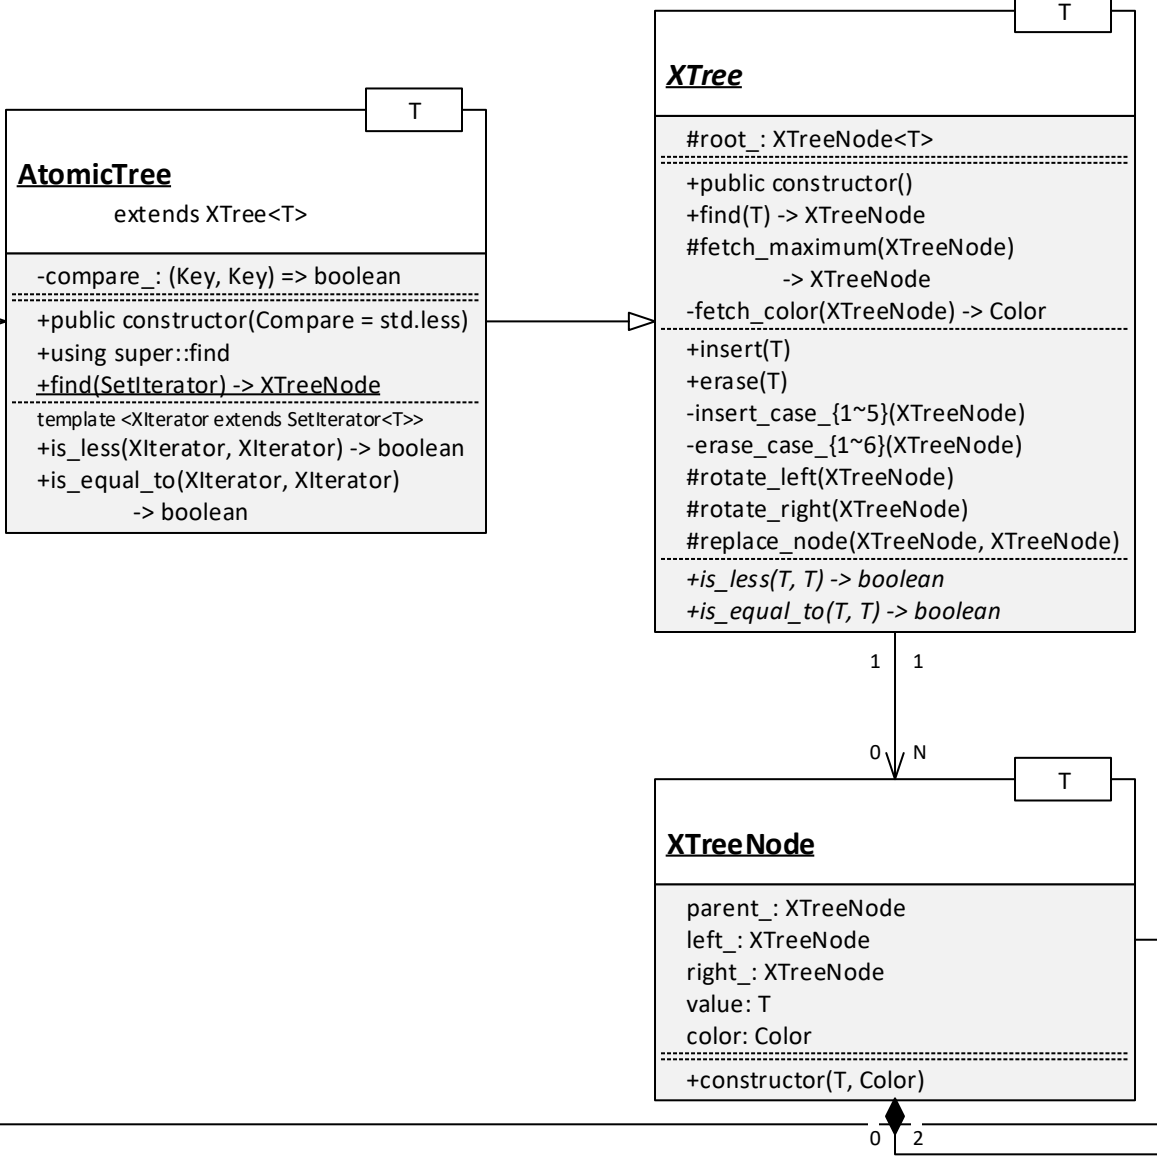 T
AtomicTree
extends XTree<T>
-compare_: (Key, Key) => boolean
+public constructor(Compare = std.less)
+using super::find
+find(SetIterator) -> XTreeNode
template <XIterator extends SetIterator<T>>
+is_less(XIterator, XIterator) -> boolean
+is_equal_to(XIterator, XIterator)
-> boolean
T
XTree
#root_: XTreeNode<T>
+public constructor()
+find(T) -> XTreeNode
#fetch_maximum(XTreeNode)
-> XTreeNode
-fetch_color(XTreeNode) -> Color
+insert(T)
+erase(T)
-insert_case_{1~5}(XTreeNode)
-erase_case_{1~6}(XTreeNode)
#rotate_left(XTreeNode)
#rotate_right(XTreeNode)
#replace_node(XTreeNode, XTreeNode)
+is_less(T, T) -> boolean
+is_equal_to(T, T) -> boolean
1 1
0 N
T
XTreeNode
parent_: XTreeNode
left_: XTreeNode
right_: XTreeNode
value: T
color: Color
+constructor(T, Color)
0 2